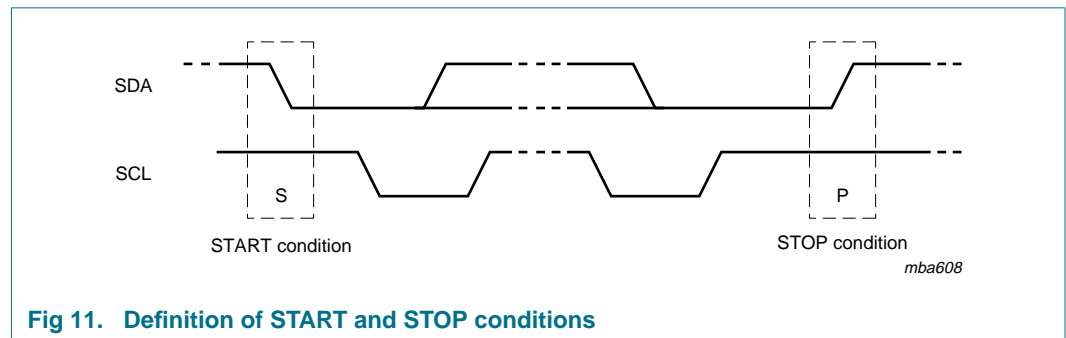 SDA
SCL
S
P
START condition
STOP condition
mba608
Fig 11. Definition of START and STOP conditions